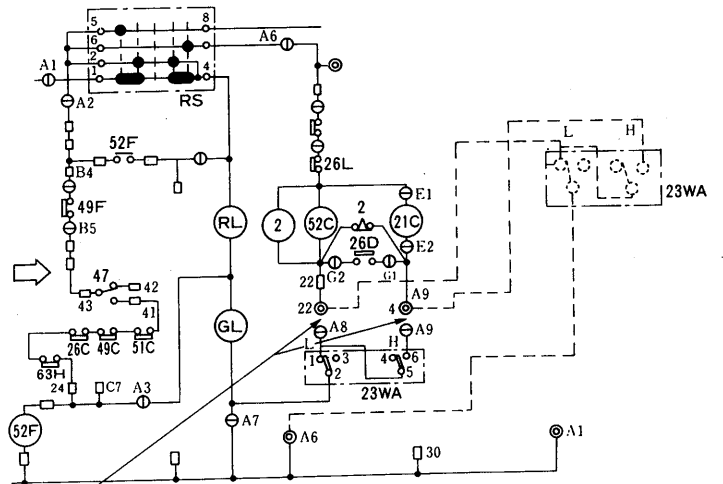 5
8
6
A6
2
A1
1
4
RS
A2
52F
26L
B4
L
H
23WA
49F
E1
RL
2
52C
2
21C
B5
26D
E2
G2
G1
47
42
22
43
41
A9
22
4
GL
A8
A9
26C
49C
51C
L
H
1
3
4
6
63H
2
5
24
C7
A3
23WA
52F
A7
A6
A1
30